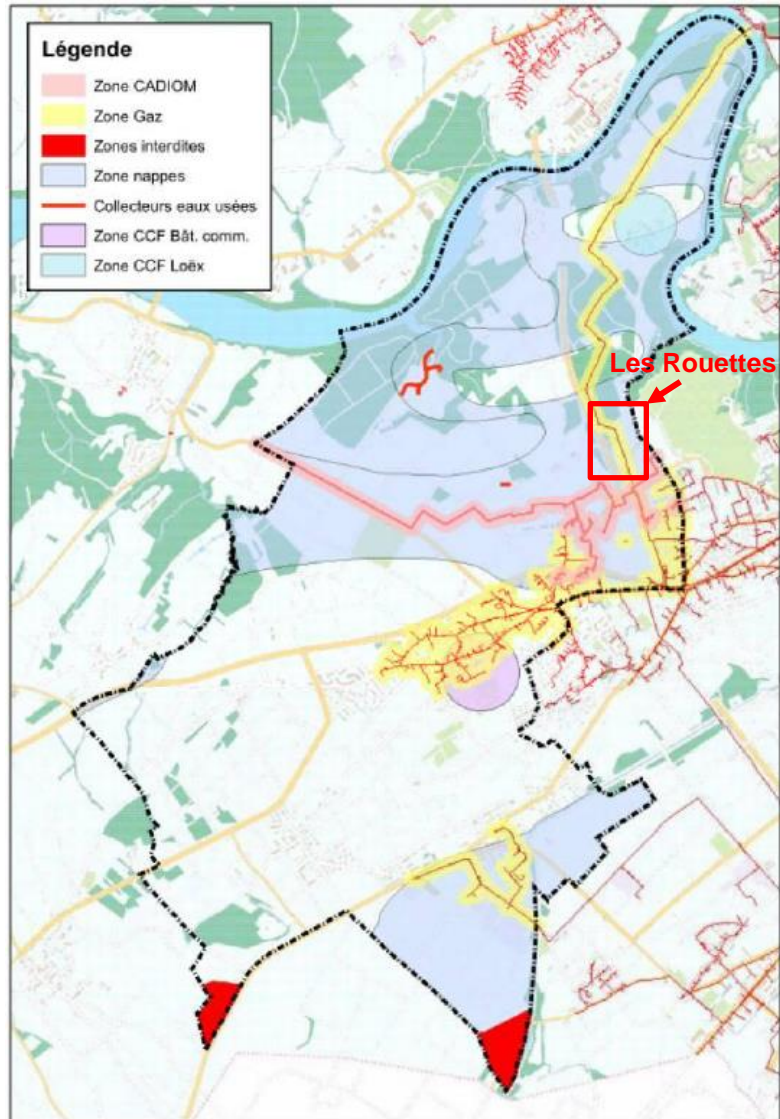 Légende
Zone CADIOM
Zone Gaz
Zones interdites
Zone nappes
Collecteurs eaux usées
Zone CCF Bât. comm.
Zone CCF Loëx
Les Rouettes